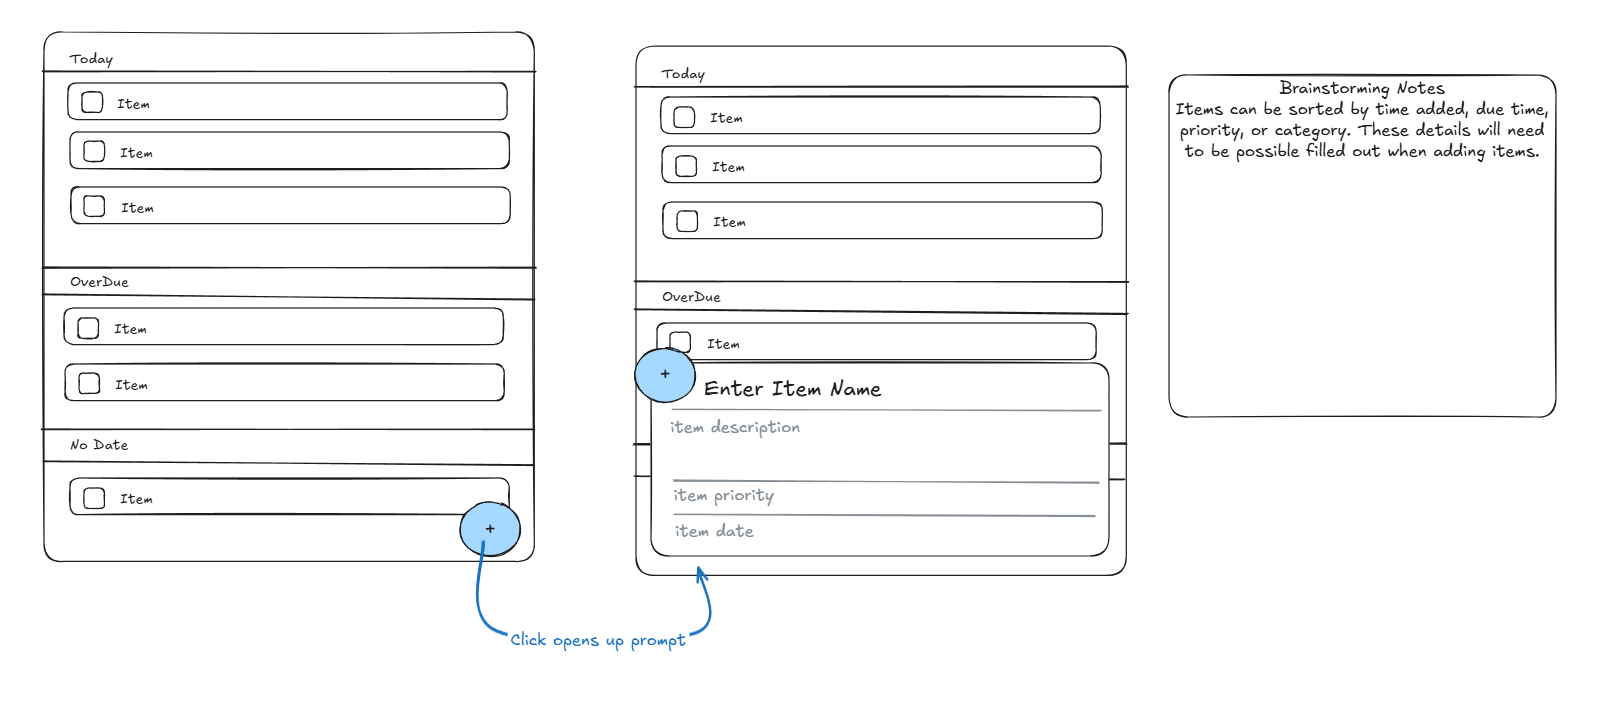 Today
Item
Item
Item
OverDue
Item
Item
No Date
Item
+
Click opens up prompt
Today
Item
Item
Item
OverDue
Item
+
Enter Item Name
item description
item priority
item date
Brainstorming Notes
Items can be sorted by time added, due time,
priority, or category. These details will need
to be possible filled out when adding items.